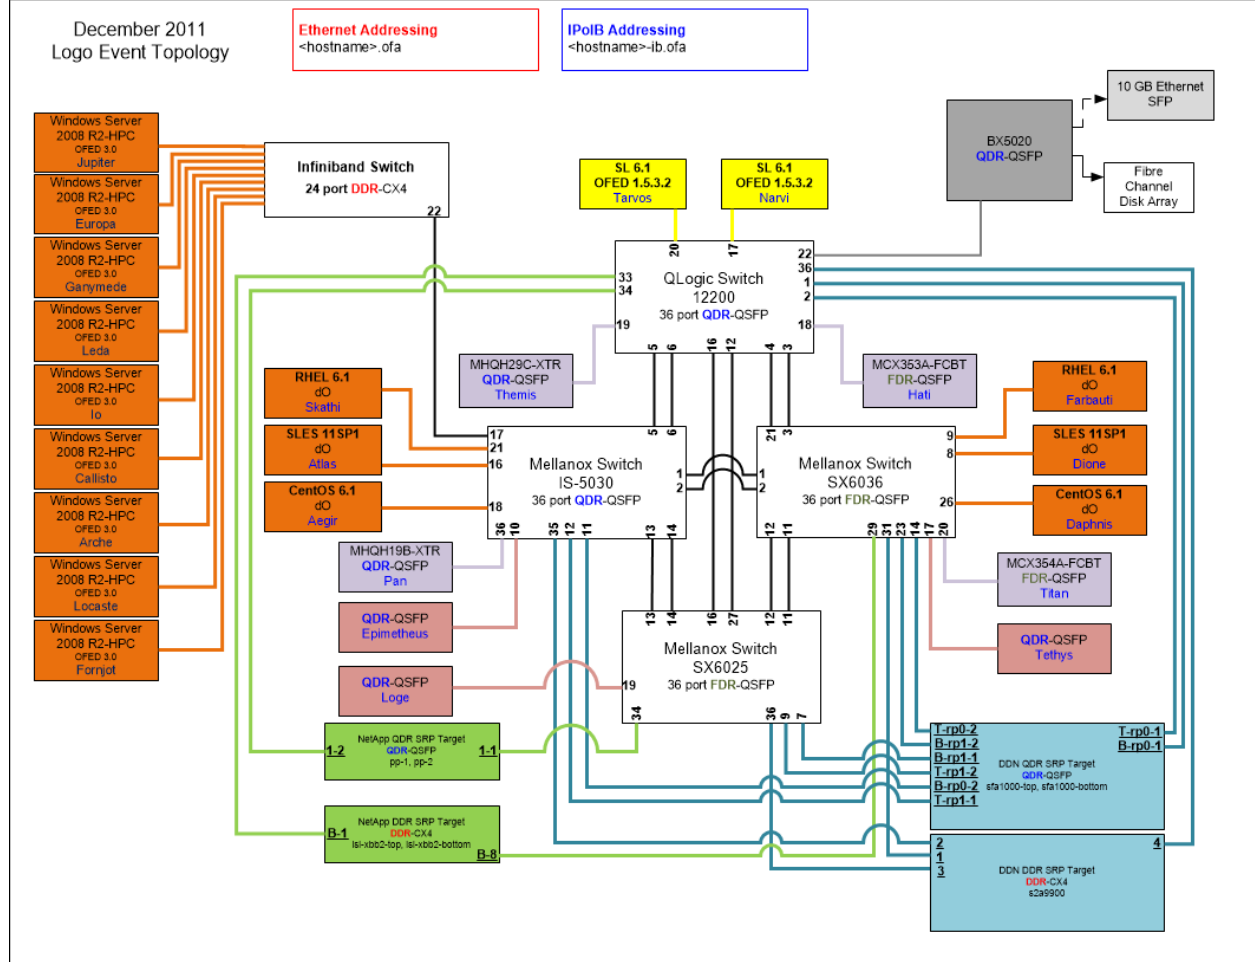 December 2011
Logo Event Topology
Ethernet Addressing
<hostname>.ofa
IPoIB Addressing
<hostname>-ib.ofa
10 GB Ethernet
SFP
BX5020
QDR-QSFP
Fibre
Channel
Disk Array
Windows Server
2008 R2-HPC
OFED 3.0
Jupiter
Windows Server
2008 R2-HPC
OFED 3.0
Europa
Windows Server
2008 R2-HPC
OFED 3.0
Ganymede
Windows Server
2008 R2-HPC
OFED 3.0
Leda
Windows Server
2008 R2-HPC
OFED 3.0
Io
Windows Server
2008 R2-HPC
OFED 3.0
Callisto
Windows Server
2008 R2-HPC
OFED 3.0
Arche
Windows Server
2008 R2-HPC
OFED 3.0
Locaste
Windows Server
2008 R2-HPC
OFED 3.0
Fornjot
Infiniband Switch
24 port DDR-CX4
22
SL 6.1
OFED 1.5.3.2
Tarvos
SL 6.1
OFED 1.5.3.2
Narvi
20
17
22
36
1
2
18
33
34
19
QLogic Switch
12200
36 port QDR-QSFP
5
6
16
12
4
3
MHQH29C-XTR
QDR-QSFP
Themis
MCX353A-FCBT
FDR-QSFP
Hati
RHEL 6.1
dO
Skathi
SLES 11SP1
dO
Atlas
CentOS 6.1
dO
Aegir
RHEL 6.1
dO
Farbauti
SLES 11SP1
dO
Dione
CentOS 6.1
dO
Daphnis
5
6
17
21
16
18
1
2
Mellanox Switch
IS-5030
36 port QDR-QSFP
36
10
35
12
11
13
14
21
3
1
2
9
8
26
Mellanox Switch
SX6036
36 port FDR-QSFP
12
11
29
31
23
14
17
20
MHQH19B-XTR
QDR-QSFP
Pan
QDR-QSFP
Epimetheus
QDR-QSFP
Loge
MCX354A-FCBT
FDR-QSFP
Titan
QDR-QSFP
Tethys
13
14
16
27
12
11
Mellanox Switch
SX6025
36 port FDR-QSFP
19
34
36
9
7
NetApp QDR SRP Target
QDR-QSFP
pp-1, pp-2
1-2
1-1
NetApp DDR SRP Target
DDR-CX4
lsi-xbb2-top, lsi-xbb2-bottom
B-1
B-8
T-rp0-2
B-rp1-2
B-rp1-1
T-rp1-2
B-rp0-2
T-rp1-1
T-rp0-1
B-rp0-1
DDN QDR SRP Target
QDR-QSFP
sfa1000-top, sfa1000-bottom
2
1
3
4
DDN DDR SRP Target
DDR-CX4
s2a9900